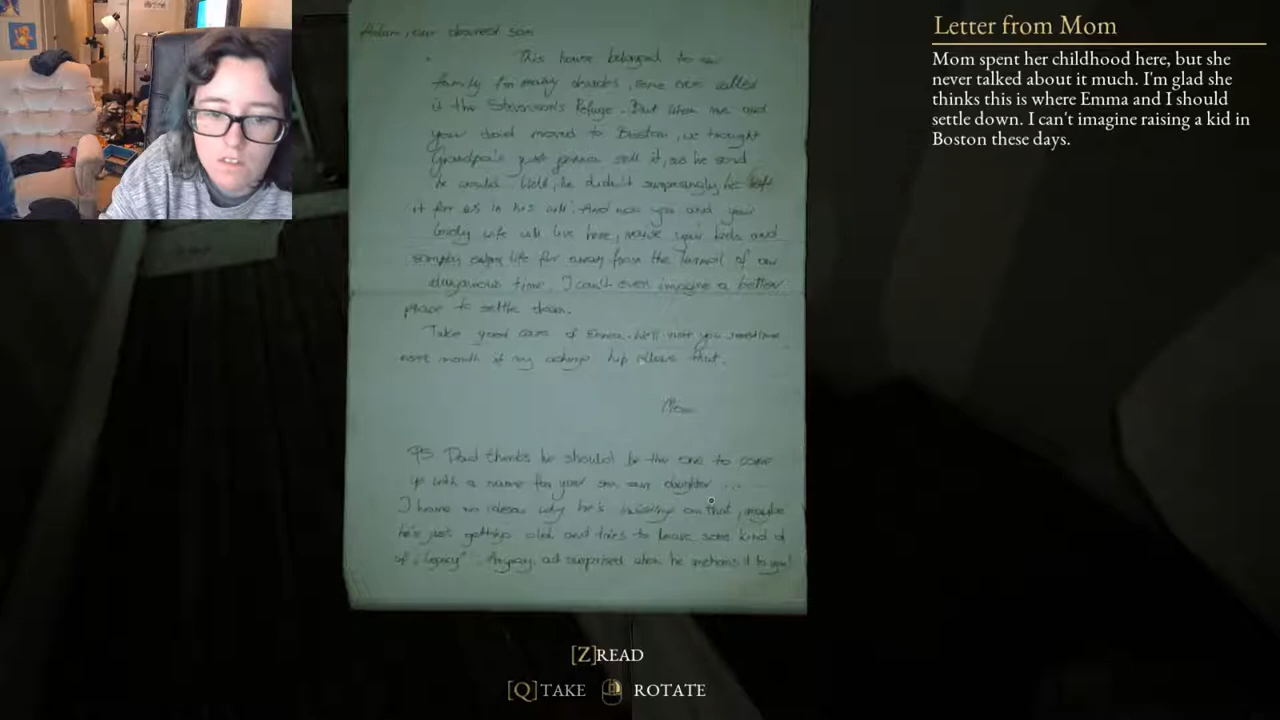 Adam, our dearest son
This house belonged to our
family for many decades, some even called
it the Stevenson's Refuge. But when me and
your dad moved to Boston, we thought
Grandpa's just gonna sell it, as he said
he would. Well, he didn't surprisingly he left
it for us in his will. And now you and your
lovely wife will live here, raise your kids and
simply enjoy life far away from the turmoil of our
dangerous time. I can't even imagine a better
place to settle down.
Take good care of Emma. We'll visit you sometime
next month if my aching hip allows that.
Mom
PS. Dad thinks he should be the one to come
up with a name for your son our daughter ...
I have no idea why he's insisting on that, maybe
he's just getting old and tries to leave some kind of
of "legacy". Anyway, act surprised when he mentions it to you!
Letter from Mom
Mom spent her childhood here, but she
never talked about it much. I'm glad she
thinks this is where Emma and I should
settle down. I can't imagine raising a kid in
Boston these days.
[Z]READ
[Q]TAKE ROTATE